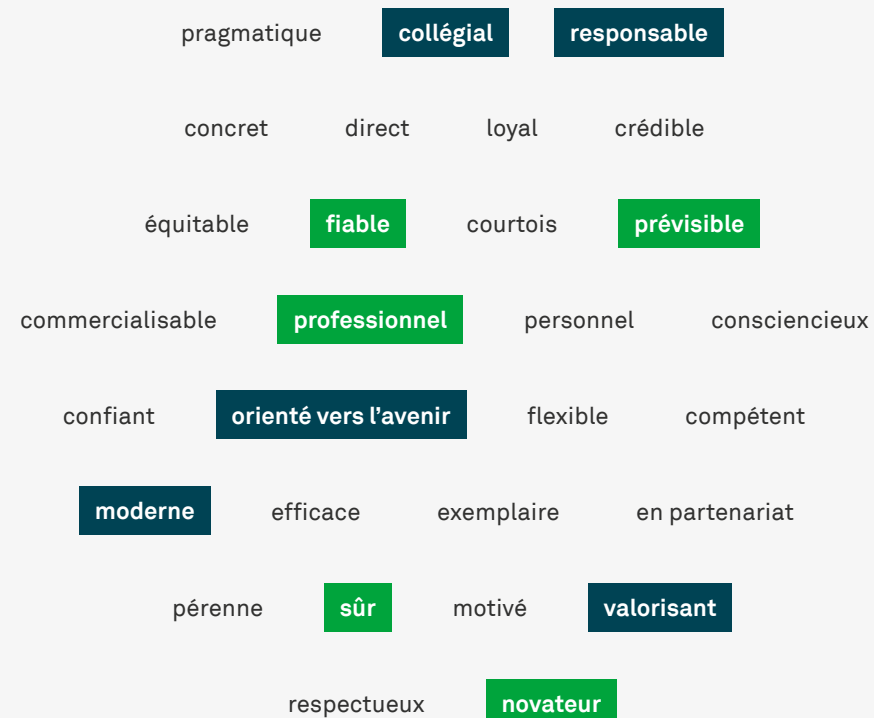 pragmatique collégial responsable
concret direct loyal crédible
équitable fiable courtois prévisible
commercialisable professionnel personnel consciencieux
confiant orienté vers l’avenir flexible compétent
moderne efficace exemplaire en partenariat
pérenne sûr motivé valorisant
respectueux novateur